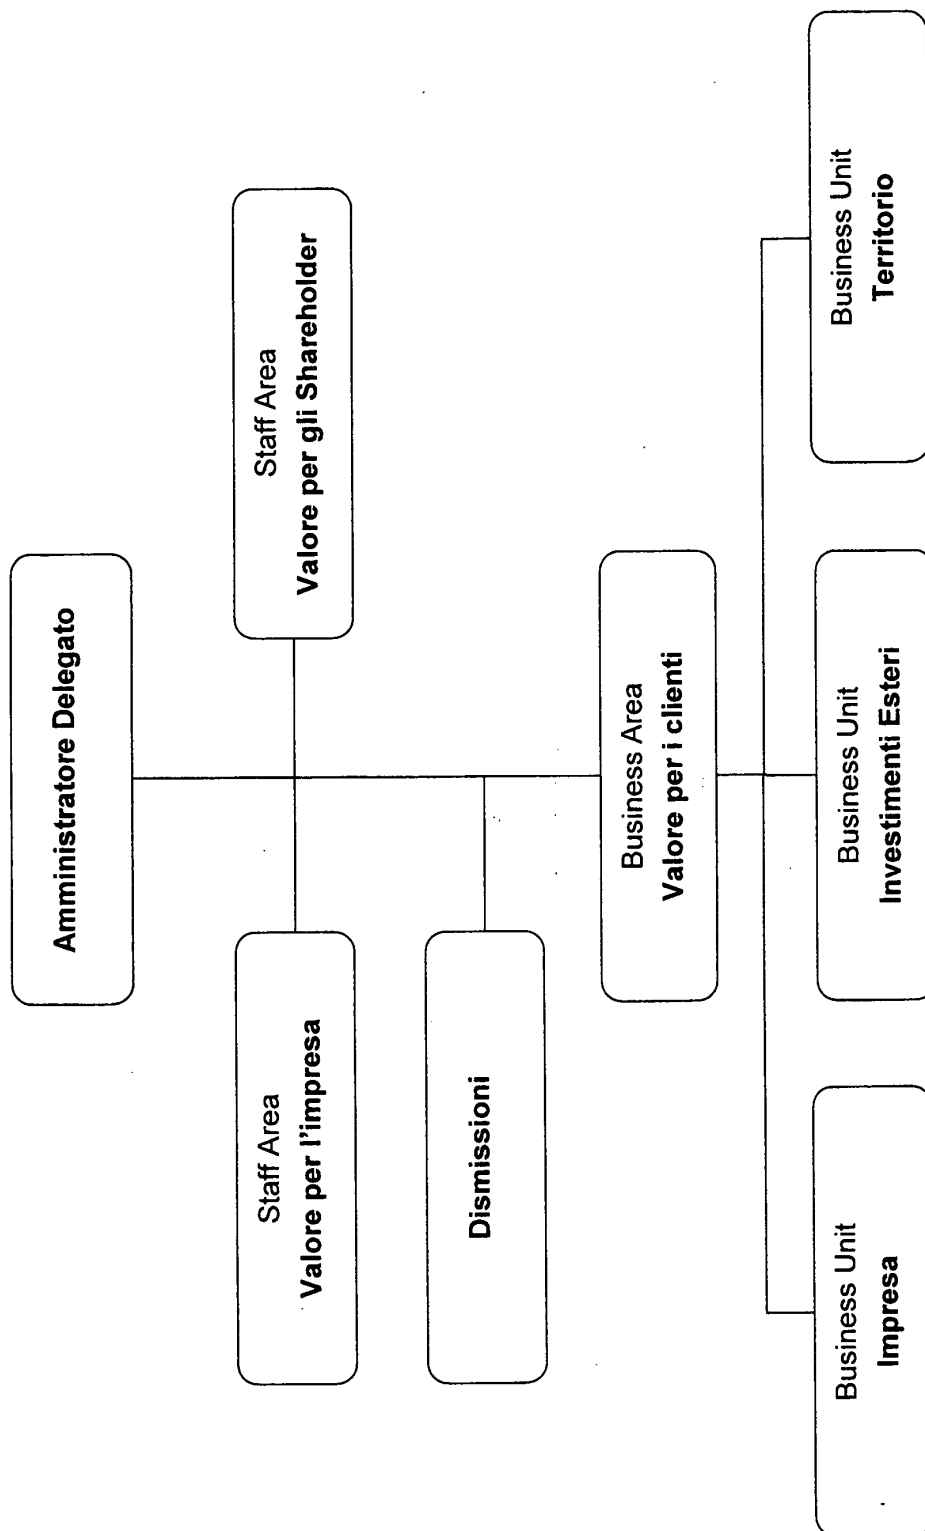 Amministratore Delegato
Staff Area
Valore per l'impresa
Staff Area
Valore per gli Shareholder
Dismissioni
Business Area
Valore per i clienti
Business Unit
Impresa
Business Unit
Investimenti Esteri
Business Unit
Territorio